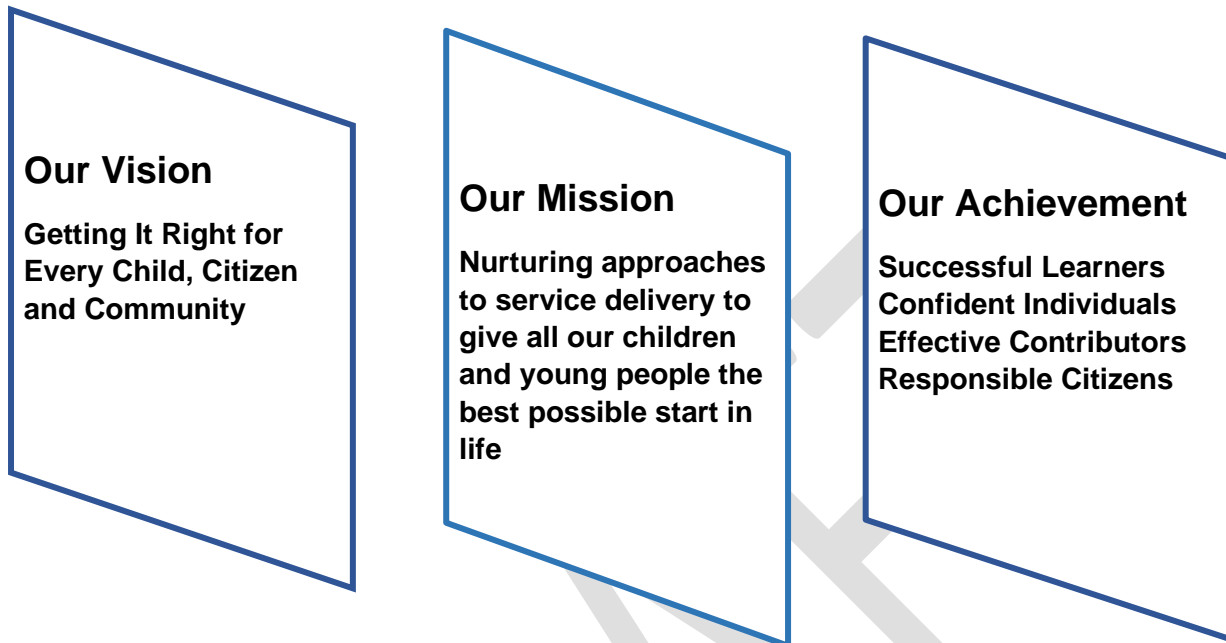 Our Vision
Getting It Right for
Every Child, Citizen
and Community
Our Mission
Nurturing approaches
to service delivery to
give all our children
and young people the
best possible start in
life
Our Achievement
Successful Learners
Confident Individuals
Effective Contributors
Responsible Citizens